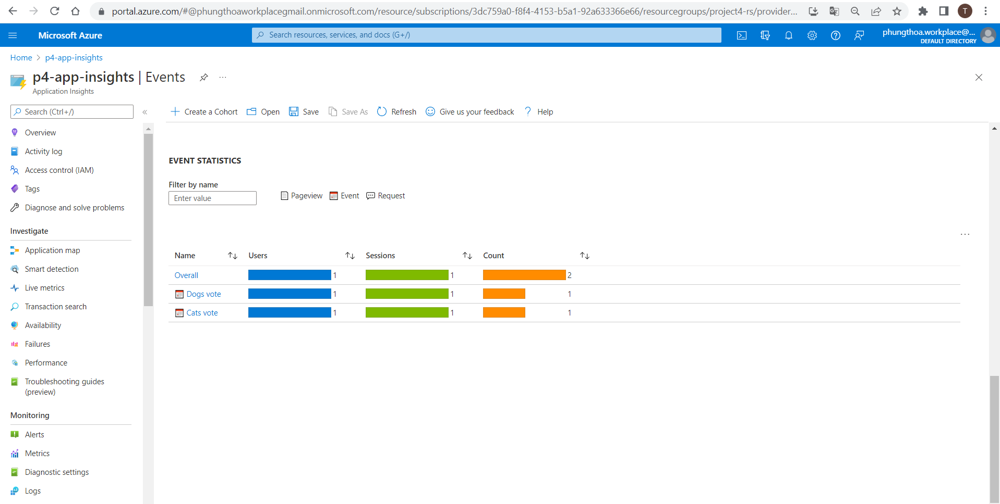 portal.azure.com/#@phungthoaworkplacegmail.onmicrosoft.com/resource/subscriptions/3dc759a0-f8f4-4153-b5a1-92a633366e66/resourcegroups/project4-rs/provider...
T
Microsoft Azure
Search resources, services, and docs (G+/)
phungthoa.workplace@...
DEFAULT DIRECTORY
Home > p4-app-insights
p4-app-insights | Events
Application Insights
Search (Ctrl+/)
Create a Cohort Open Save Save As Refresh Give us your feedback Help
Overview
Activity log
Access control (IAM)
Tags
Diagnose and solve problems
Investigate
Application map
Smart detection
Live metrics
Transaction search
Availability
Failures
Performance
Troubleshooting guides
(preview)
Monitoring
Alerts
Metrics
Diagnostic settings
Logs
EVENT STATISTICS
Filter by name
Enter value
Pageview Event Request
Name Users Sessions Count
Overall 1 1 2
Dogs vote 1 1 1
Cats vote 1 1 1